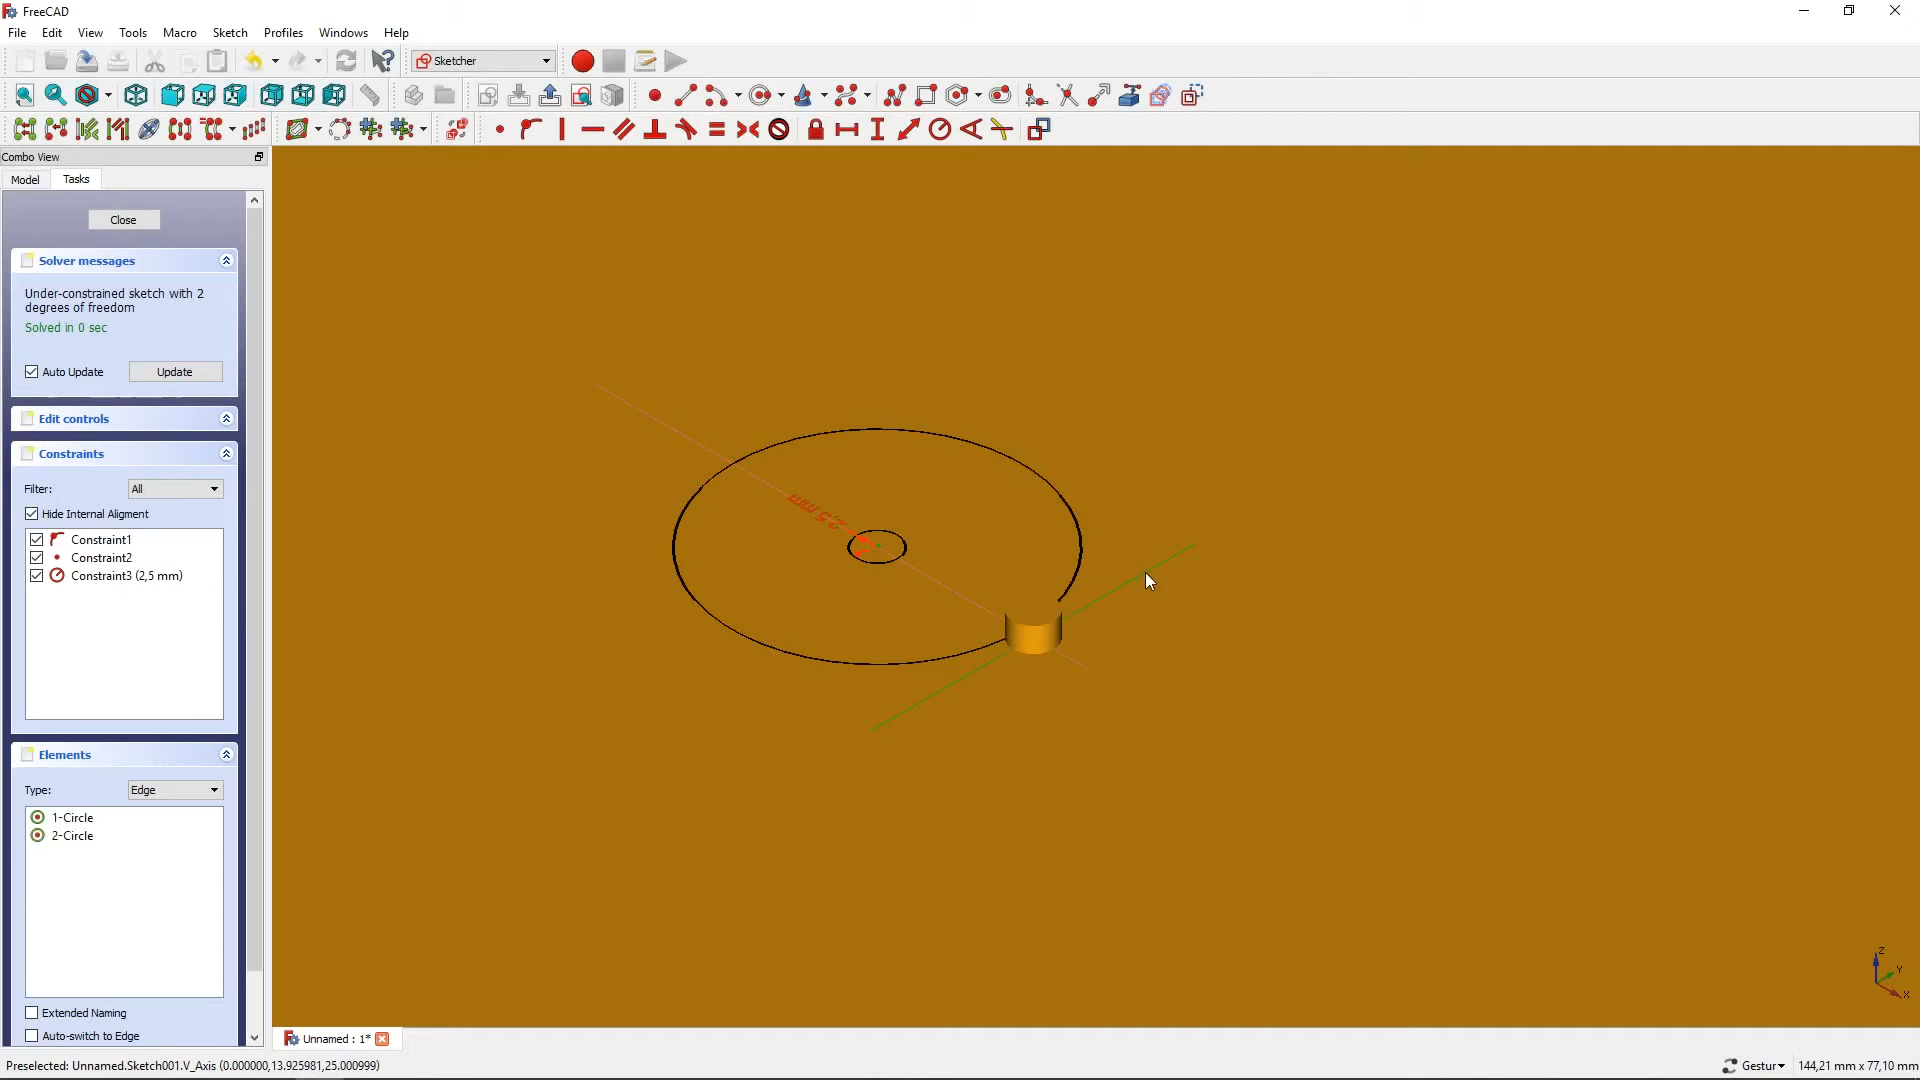 FreeCAD
File Edit View Tools Macro Sketch Profiles Windows Help
Sketcher
Combo View
Model Tasks
Close
Solver messages
Under-constrained sketch with 2
degrees of freedom
Solved in 0 sec
Auto Update Update
Edit controls
Constraints
Filter: All
Hide Internal Aligment
Constraint1
Constraint2
Constraint3 (2,5 mm)
Elements
Type: Edge
1-Circle
2-Circle
Extended Naming
Auto-switch to Edge
2,5 mm
Z
Y
X
Unnamed : 1*
Preselected: Unnamed.Sketch001.V_Axis (0.000000,13.925981,25.000999)
Gestur 144,21 mm x 77,10 mm